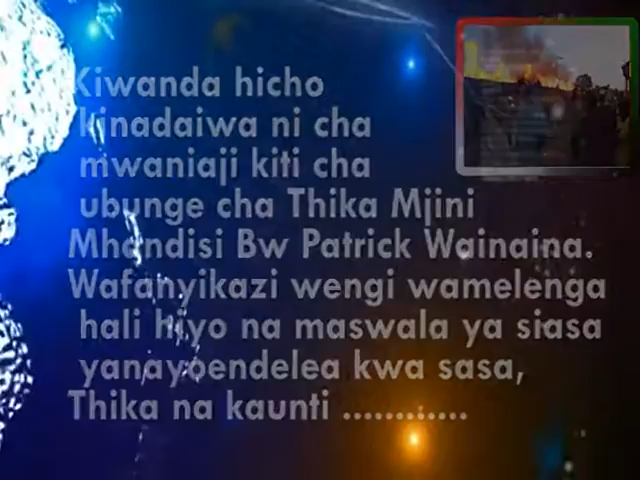 Kiwanda hicho
kinadaiwa ni cha
mwaniaji kiti cha
ubunge cha Thika Mjini
Mhandisi Bw Patrick Wainaina.
Wafanyikazi wengi wamelenga
hali hiyo na maswala ya siasa
yanayoendelea kwa sasa,
Thika na kaunti ............